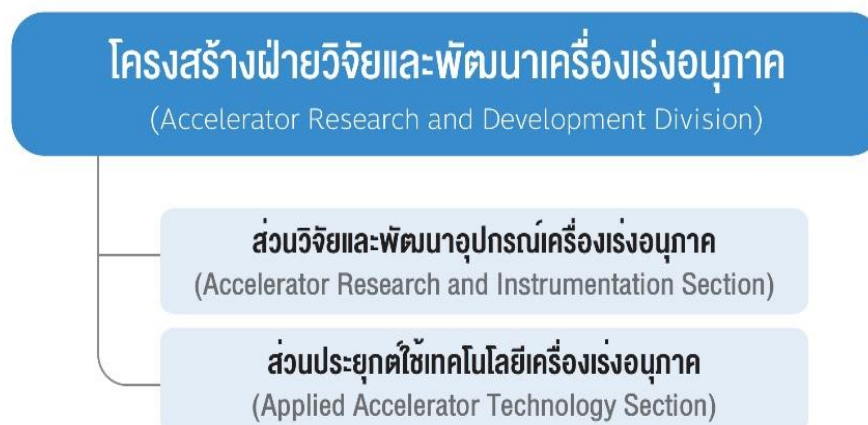 โครงสร้างฝ่ายวิจัยและพัฒนาเครื่องเร่งอนุภาค
(Accelerator Research and Development Division)
ส่วนวิจัยและพัฒนาอุปกรณ์เครื่องเร่งอนุภาค
(Accelerator Research and Instrumentation Section)
ส่วนประยุกต์ใช้เทคโนโลยีเครื่องเร่งอนุภาค
(Applied Accelerator Technology Section)